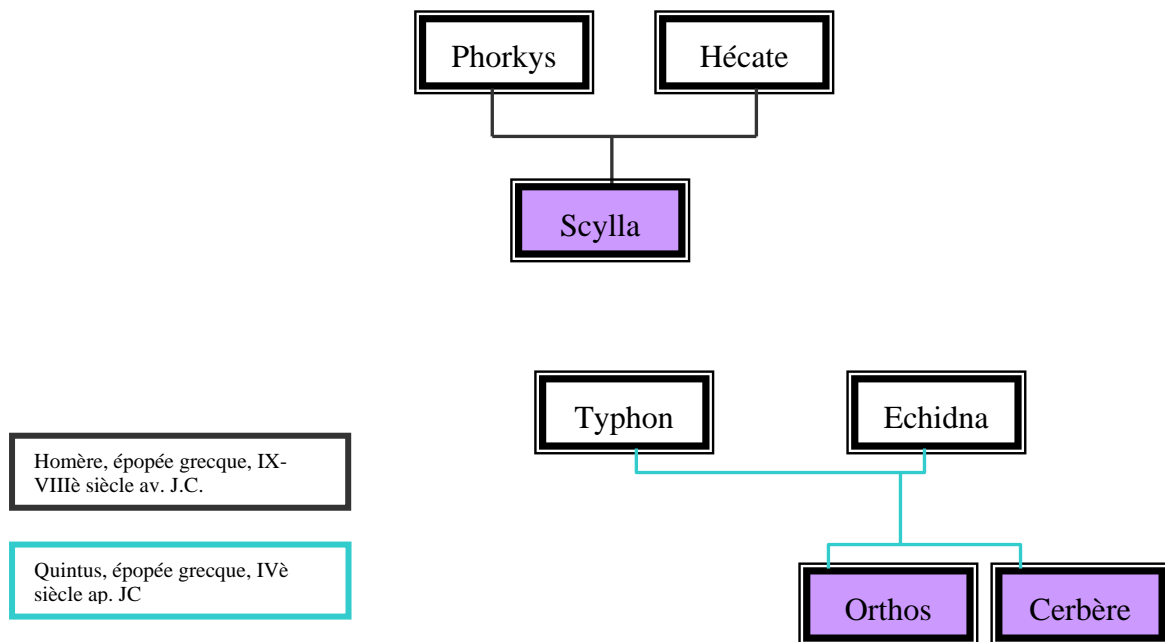 Phorkys
Hécate
Scylla
Typhon
Echidna
Homère, épopée grecque, IX-
VIIIè siècle av. J.C.
Quintus, épopée grecque, IVè
siècle ap. JC
Orthos
Cerbère